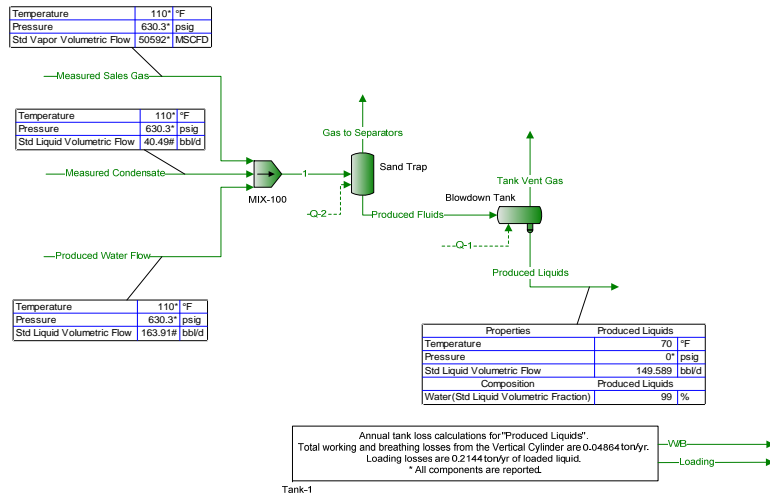 Temperature 110* °F
Pressure 630.3* psig
Std Vapor Volumetric Flow 50592* MSCFD
Measured Sales Gas
Temperature 110* °F
Pressure 630.3* psig
Std Liquid Volumetric Flow 40.49# bbl/d
Measured Condensate
MIX-100
1
Gas to Separators
Sand Trap
Q-2
Produced Fluids
Tank Vent Gas
Blowdown Tank
Q-1
Produced Liquids
Produced Water Flow
Temperature 110* °F
Pressure 630.3* psig
Std Liquid Volumetric Flow 163.91# bbl/d
Properties Produced Liquids
Temperature 70 °F
Pressure 0* psig
Std Liquid Volumetric Flow 149.589 bbl/d
Composition Produced Liquids
Water(Std Liquid Volumetric Fraction) 99 %
Annual tank loss calculations for "Produced Liquids".
Total working and breathing losses from the Vertical Cylinder are 0.04864 ton/yr.
Loading losses are 0.2144 ton/yr of loaded liquid.
* All components are reported.
W/B
Loading
Tank-1